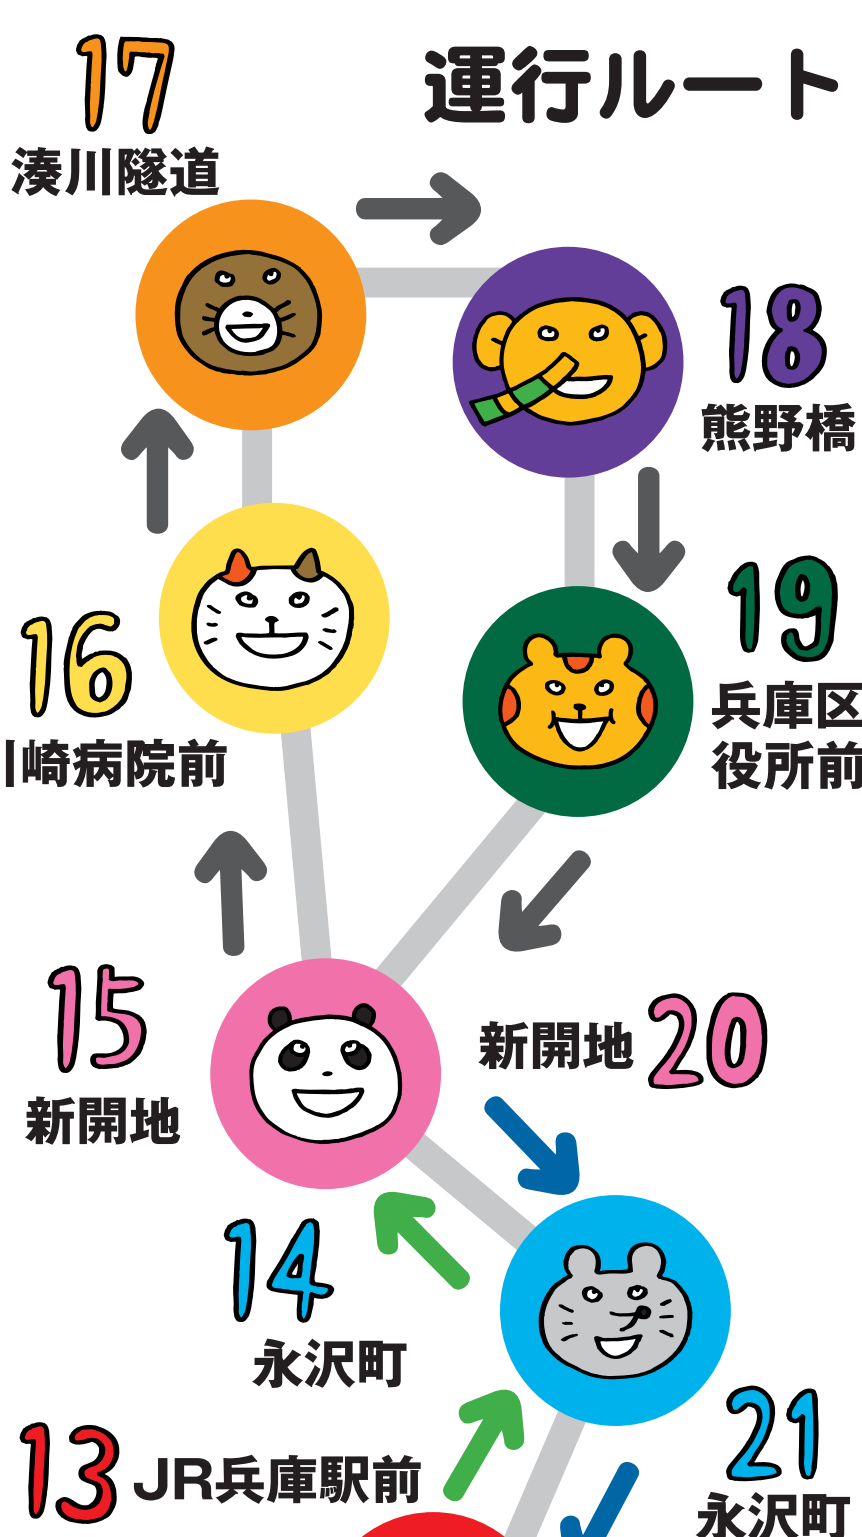 運行ルート
17
湊川隧道
18
熊野橋
19
兵庫区
役所前
16
川崎病院前
15
新開地
新開地 20
14
永沢町
13 JR兵庫駅前
21
永沢町